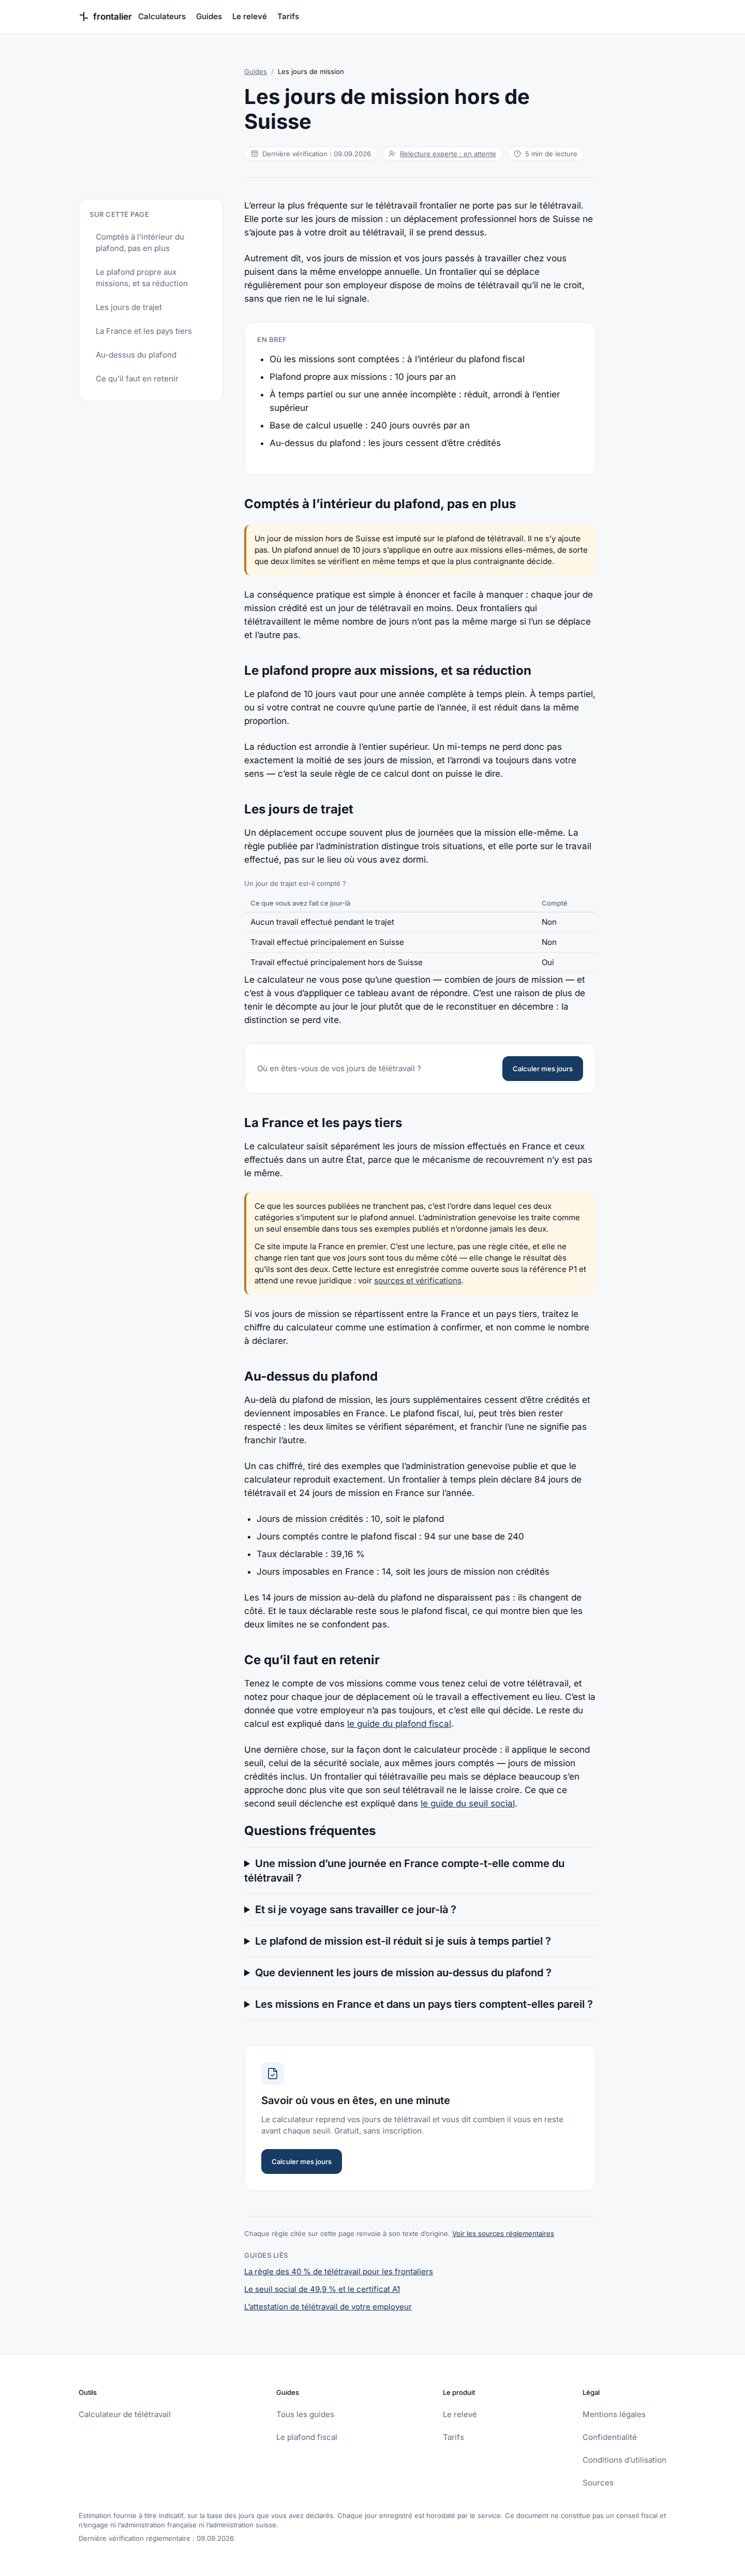 frontalier Calculateurs Guides Le relevé Tarifs
Guides / Les jours de mission
Les jours de mission hors de
Suisse
Dernière vérification : 09.09.2026 Relecture experte : en attente 5 min de lecture
SUR CETTE PAGE
Comptés à l’intérieur du
plafond, pas en plus
Le plafond propre aux
missions, et sa réduction
Les jours de trajet
La France et les pays tiers
Au-dessus du plafond
Ce qu’il faut en retenir
L’erreur la plus fréquente sur le télétravail frontalier ne porte pas sur le télétravail.
Elle porte sur les jours de mission : un déplacement professionnel hors de Suisse ne
s’ajoute pas à votre droit au télétravail, il se prend dessus.
Autrement dit, vos jours de mission et vos jours passés à travailler chez vous
puisent dans la même enveloppe annuelle. Un frontalier qui se déplace
régulièrement pour son employeur dispose de moins de télétravail qu’il ne le croit,
sans que rien ne le lui signale.
EN BREF
• Où les missions sont comptées : à l’intérieur du plafond fiscal
• Plafond propre aux missions : 10 jours par an
• À temps partiel ou sur une année incomplète : réduit, arrondi à l’entier
supérieur
• Base de calcul usuelle : 240 jours ouvrés par an
• Au-dessus du plafond : les jours cessent d’être crédités
Comptés à l’intérieur du plafond, pas en plus
Un jour de mission hors de Suisse est imputé sur le plafond de télétravail. Il ne s’y ajoute
pas. Un plafond annuel de 10 jours s’applique en outre aux missions elles-mêmes, de sorte
que deux limites se vérifient en même temps et que la plus contraignante décide.
La conséquence pratique est simple à énoncer et facile à manquer : chaque jour de
mission crédité est un jour de télétravail en moins. Deux frontaliers qui
télétravaillent le même nombre de jours n’ont pas la même marge si l’un se déplace
et l’autre pas.
Le plafond propre aux missions, et sa réduction
Le plafond de 10 jours vaut pour une année complète à temps plein. À temps partiel,
ou si votre contrat ne couvre qu’une partie de l’année, il est réduit dans la même
proportion.
La réduction est arrondie à l’entier supérieur. Un mi-temps ne perd donc pas
exactement la moitié de ses jours de mission, et l’arrondi va toujours dans votre
sens — c’est la seule règle de ce calcul dont on puisse le dire.
Les jours de trajet
Un déplacement occupe souvent plus de journées que la mission elle-même. La
règle publiée par l’administration distingue trois situations, et elle porte sur le travail
effectué, pas sur le lieu où vous avez dormi.
Un jour de trajet est-il compté ?
Ce que vous avez fait ce jour-là Compté
Aucun travail effectué pendant le trajet Non
Travail effectué principalement en Suisse Non
Travail effectué principalement hors de Suisse Oui
Le calculateur ne vous pose qu’une question — combien de jours de mission — et
c’est à vous d’appliquer ce tableau avant de répondre. C’est une raison de plus de
tenir le décompte au jour le jour plutôt que de le reconstituer en décembre : la
distinction se perd vite.
Où en êtes-vous de vos jours de télétravail ? Calculer mes jours
La France et les pays tiers
Le calculateur saisit séparément les jours de mission effectués en France et ceux
effectués dans un autre État, parce que le mécanisme de recouvrement n’y est pas
le même.
Ce que les sources publiées ne tranchent pas, c’est l’ordre dans lequel ces deux
catégories s’imputent sur le plafond annuel. L’administration genevoise les traite comme
un seul ensemble dans tous ses exemples publiés et n’ordonne jamais les deux.
Ce site impute la France en premier. C’est une lecture, pas une règle citée, et elle ne
change rien tant que vos jours sont tous du même côté — elle change le résultat dès
qu’ils sont des deux. Cette lecture est enregistrée comme ouverte sous la référence P1 et
attend une revue juridique : voir sources et vérifications.
Si vos jours de mission se répartissent entre la France et un pays tiers, traitez le
chiffre du calculateur comme une estimation à confirmer, et non comme le nombre
à déclarer.
Au-dessus du plafond
Au-delà du plafond de mission, les jours supplémentaires cessent d’être crédités et
deviennent imposables en France. Le plafond fiscal, lui, peut très bien rester
respecté : les deux limites se vérifient séparément, et franchir l’une ne signifie pas
franchir l’autre.
Un cas chiffré, tiré des exemples que l’administration genevoise publie et que le
calculateur reproduit exactement. Un frontalier à temps plein déclare 84 jours de
télétravail et 24 jours de mission en France sur l’année.
• Jours de mission crédités : 10, soit le plafond
• Jours comptés contre le plafond fiscal : 94 sur une base de 240
• Taux déclarable : 39,16 %
• Jours imposables en France : 14, soit les jours de mission non crédités
Les 14 jours de mission au-delà du plafond ne disparaissent pas : ils changent de
côté. Et le taux déclarable reste sous le plafond fiscal, ce qui montre bien que les
deux limites ne se confondent pas.
Ce qu’il faut en retenir
Tenez le compte de vos missions comme vous tenez celui de votre télétravail, et
notez pour chaque jour de déplacement où le travail a effectivement eu lieu. C’est la
donnée que votre employeur n’a pas toujours, et c’est elle qui décide. Le reste du
calcul est expliqué dans le guide du plafond fiscal.
Une dernière chose, sur la façon dont le calculateur procède : il applique le second
seuil, celui de la sécurité sociale, aux mêmes jours comptés — jours de mission
crédités inclus. Un frontalier qui télétravaille peu mais se déplace beaucoup s’en
approche donc plus vite que son seul télétravail ne le laisse croire. Ce que ce
second seuil déclenche est expliqué dans le guide du seuil social.
Questions fréquentes
Une mission d’une journée en France compte-t-elle comme du
télétravail ?
Et si je voyage sans travailler ce jour-là ?
Le plafond de mission est-il réduit si je suis à temps partiel ?
Que deviennent les jours de mission au-dessus du plafond ?
Les missions en France et dans un pays tiers comptent-elles pareil ?
Savoir où vous en êtes, en une minute
Le calculateur reprend vos jours de télétravail et vous dit combien il vous en reste
avant chaque seuil. Gratuit, sans inscription.
Calculer mes jours
Chaque règle citée sur cette page renvoie à son texte d’origine. Voir les sources réglementaires
GUIDES LIÉS
La règle des 40 % de télétravail pour les frontaliers
Le seuil social de 49,9 % et le certificat A1
L’attestation de télétravail de votre employeur
Outils Guides Le produit Légal
Calculateur de télétravail Tous les guides Le relevé Mentions légales
Le plafond fiscal Tarifs Confidentialité
Conditions d’utilisation
Sources
Estimation fournie à titre indicatif, sur la base des jours que vous avez déclarés. Chaque jour enregistré est horodaté par le service. Ce document ne constitue pas un conseil fiscal et
n’engage ni l’administration française ni l’administration suisse.
Dernière vérification réglementaire : 09.09.2026